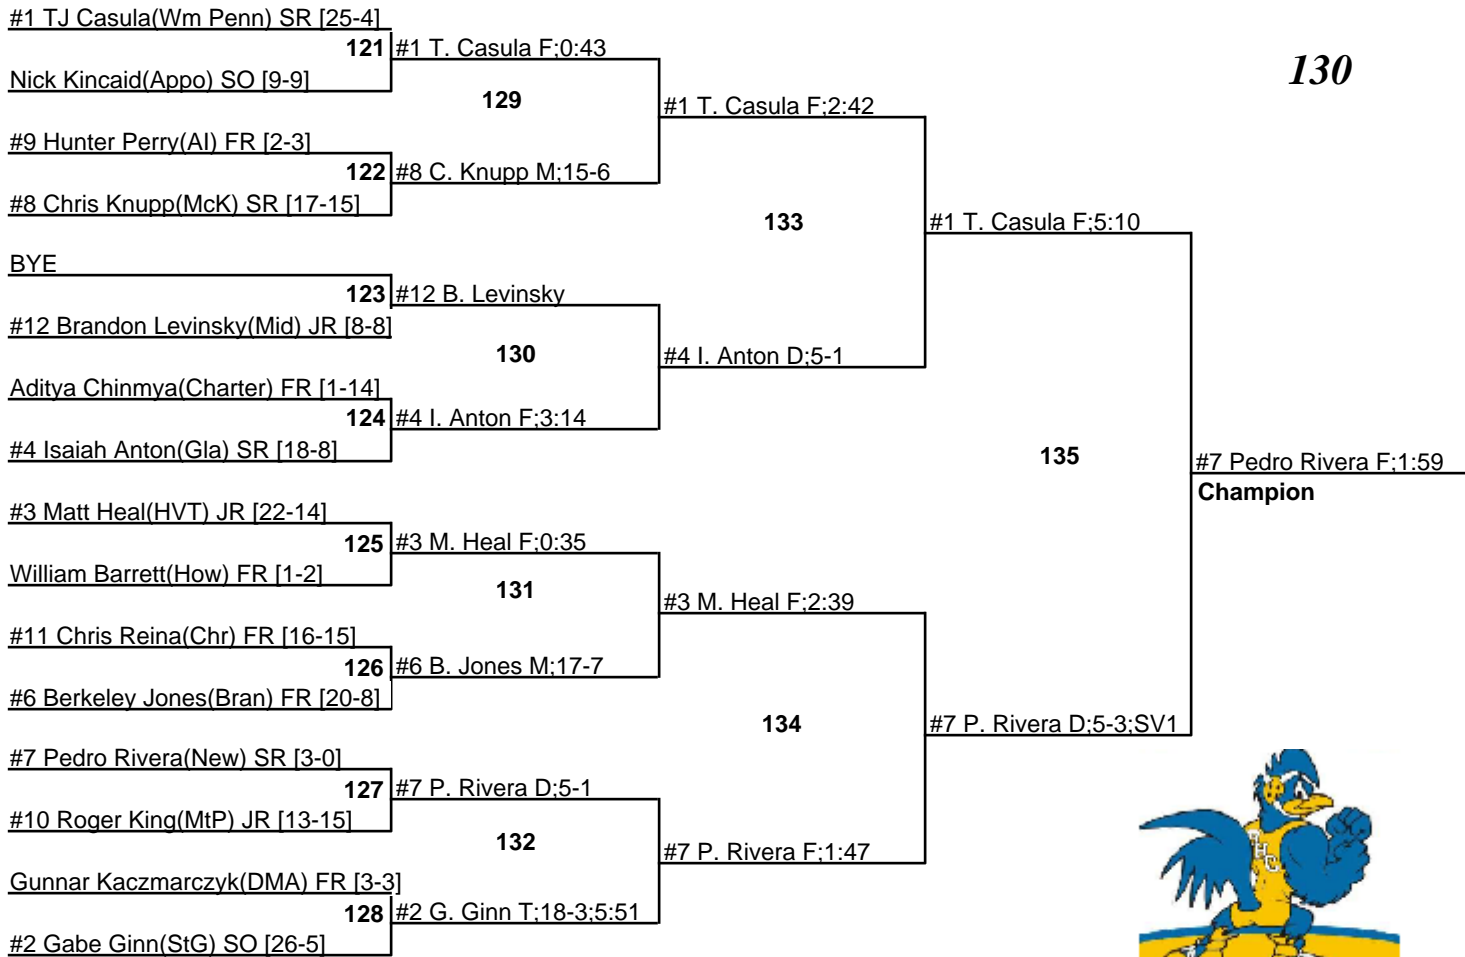 #1 TJ Casula(Wm Penn) SR [25-4]
121 #1 T. Casula F;0:43
Nick Kincaid(Appo) SO [9-9]
130
129
#1 T. Casula F;2:42
#9 Hunter Perry(AI) FR [2-3]
122 #8 C. Knupp M;15-6
#8 Chris Knupp(McK) SR [17-15]
133
#1 T. Casula F;5:10
BYE
123 #12 B. Levinsky
#12 Brandon Levinsky(Mid) JR [8-8]
130
#4 I. Anton D;5-1
Aditya Chinmya(Charter) FR [1-14]
124 #4 I. Anton F;3:14
#4 Isaiah Anton(Gla) SR [18-8]
135
#7 Pedro Rivera F;1:59
Champion
#3 Matt Heal(HVT) JR [22-14]
125 #3 M. Heal F;0:35
William Barrett(How) FR [1-2]
131
#3 M. Heal F;2:39
#11 Chris Reina(Chr) FR [16-15]
126 #6 B. Jones M;17-7
#6 Berkeley Jones(Bran) FR [20-8]
134
#7 P. Rivera D;5-3;SV1
#7 Pedro Rivera(New) SR [3-0]
127 #7 P. Rivera D;5-1
#10 Roger King(MtP) JR [13-15]
132
#7 P. Rivera F;1:47
Gunnar Kaczmarczyk(DMA) FR [3-3]
128 #2 G. Ginn T;18-3;5:51
#2 Gabe Ginn(StG) SO [26-5]